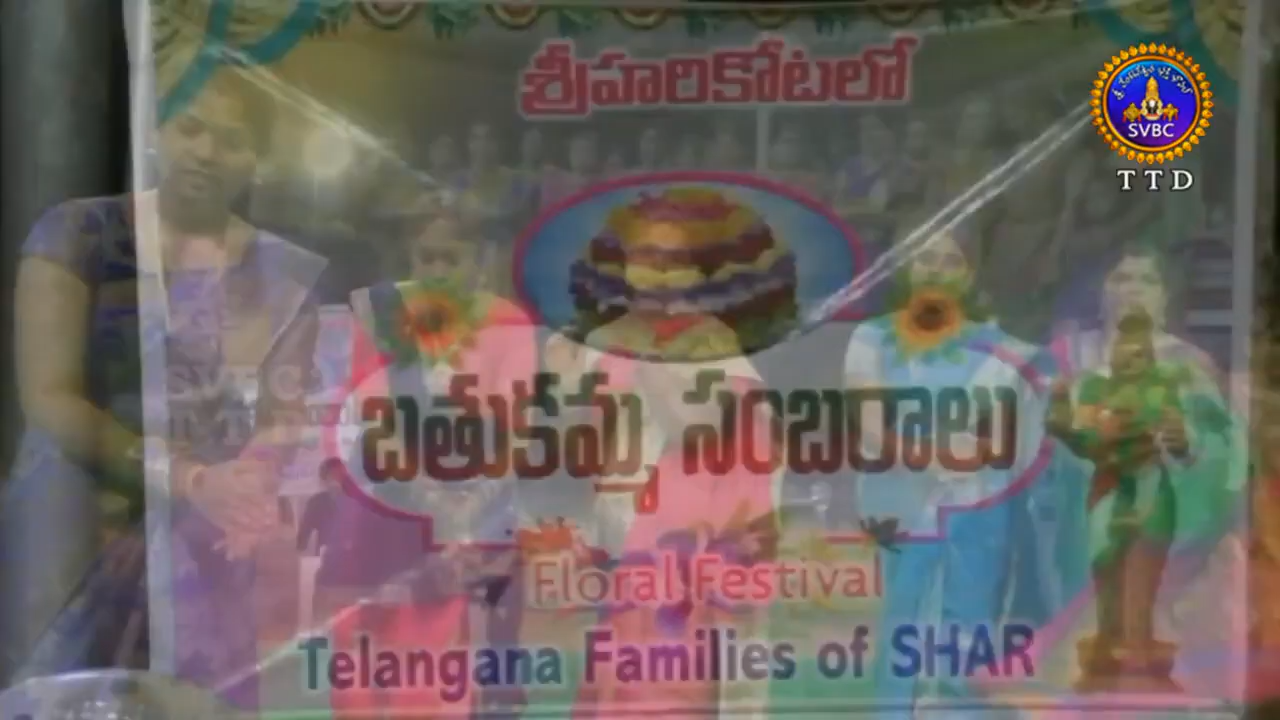 శ్రీహరికోటలో
SVBC
TTD
బతుకమ్మ సంబరాలు
Floral Festival
Telangana Families of SHAR